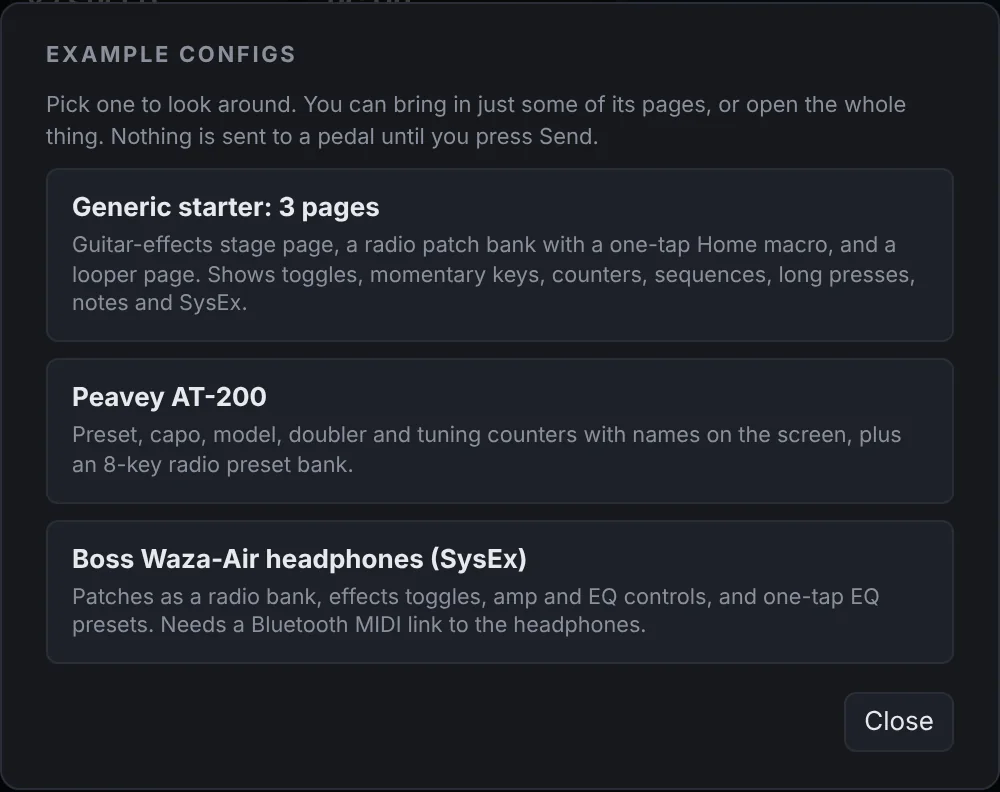 EXAMPLE CONFIGS
Pick one to look around. You can bring in just some of its pages, or open the whole
thing. Nothing is sent to a pedal until you press Send.
Generic starter: 3 pages
Guitar-effects stage page, a radio patch bank with a one-tap Home macro, and a
looper page. Shows toggles, momentary keys, counters, sequences, long presses,
notes and SysEx.
Peavey AT-200
Preset, capo, model, doubler and tuning counters with names on the screen, plus
an 8-key radio preset bank.
Boss Waza-Air headphones (SysEx)
Patches as a radio bank, effects toggles, amp and EQ controls, and one-tap EQ
presets. Needs a Bluetooth MIDI link to the headphones.
Close